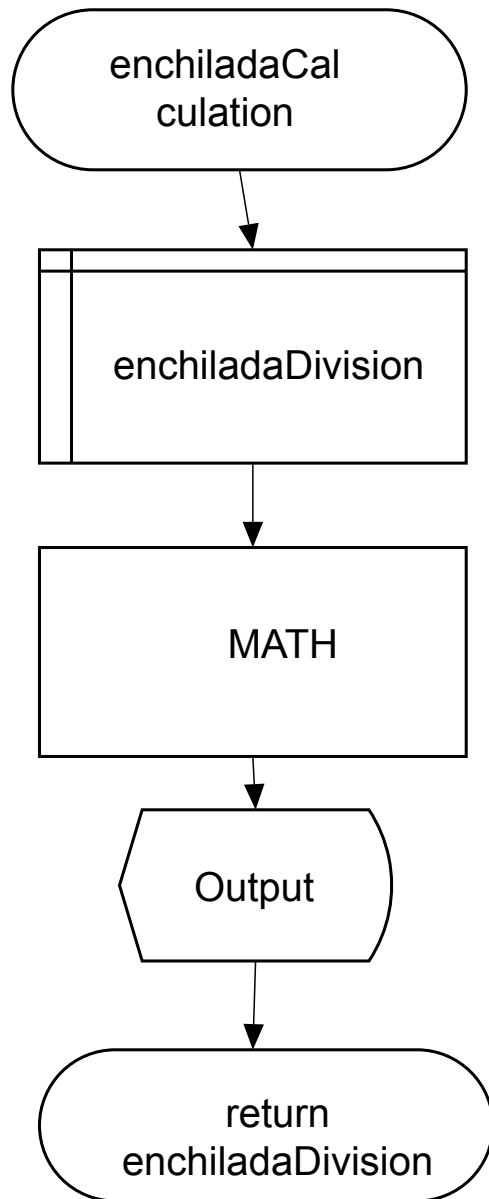 enchiladaCal
culation
enchiladaDivision
MATH
Output
return
enchiladaDivision